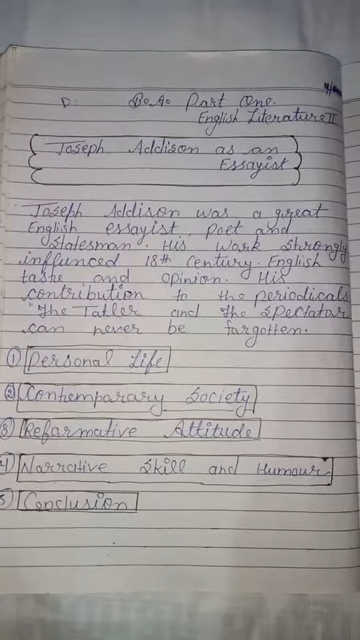 B.A. Part One.
English Literature II
Joseph Addison as an
Essayist
Joseph Addison was a great
English essayist, Poet and
Statesman. His work strongly
influnced 18th Century English
taste and opinion. His
contribution to the periodicals
"The Tatler and The Spectator
can never be forgotten.
① Personal Life
② Contemparary Society
③ Reformative Attitude
④ Narrative Skill and Humour
⑤ Conclusion